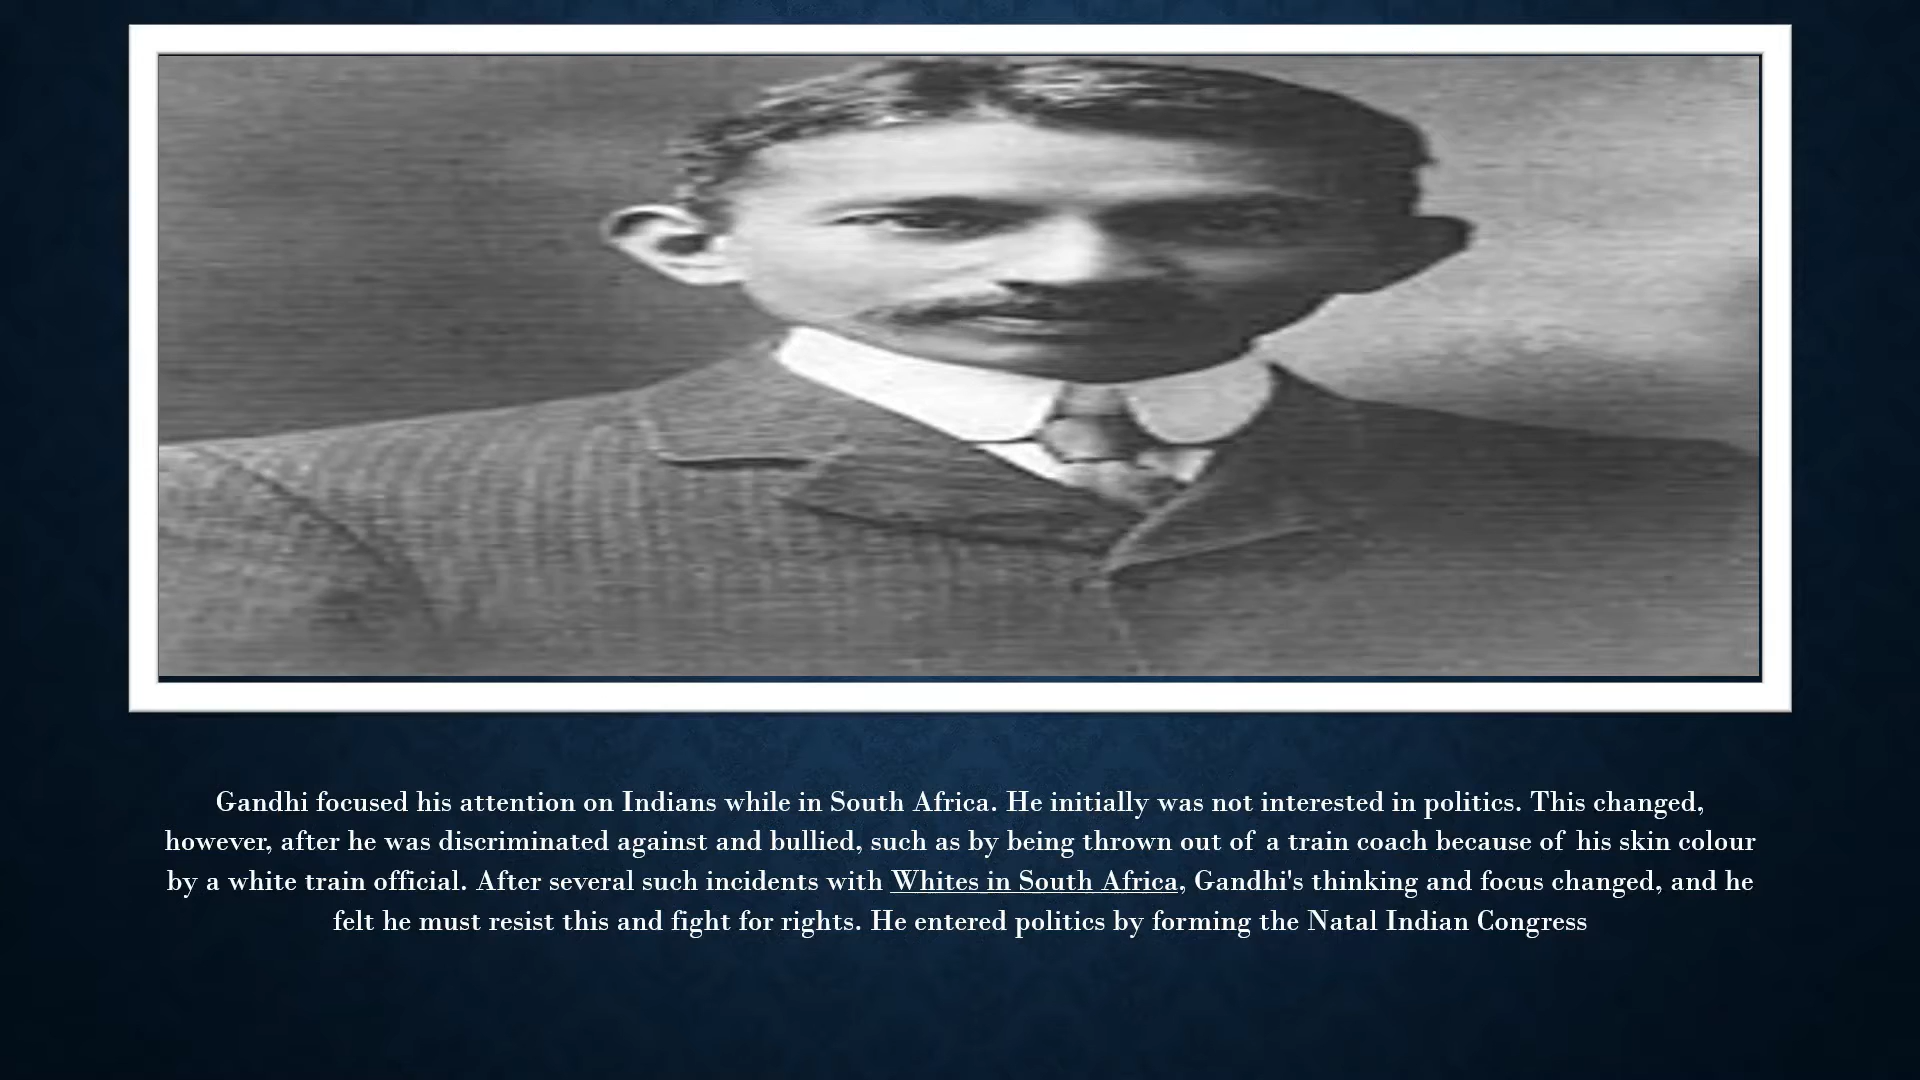 Gandhi focused his attention on Indians while in South Africa. He initially was not interested in politics. This changed,
however, after he was discriminated against and bullied, such as by being thrown out of a train coach because of his skin colour
by a white train official. After several such incidents with Whites in South Africa, Gandhi's thinking and focus changed, and he
felt he must resist this and fight for rights. He entered politics by forming the Natal Indian Congress